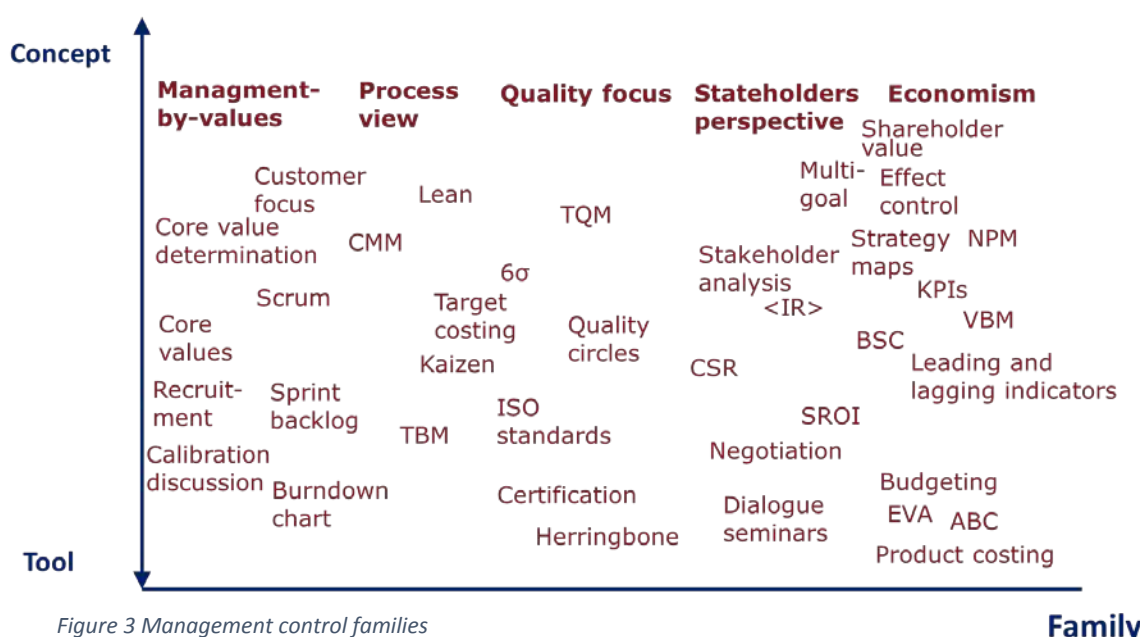 Concept
Managment-
by-values
Process
view
Quality focus
Stateholders
perspective
Economism
Shareholder
value
Customer
focus
Lean
TQM
Multi-
goal
Effect
control
Core value
determination
CMM
Stakeholder
analysis
Strategy
maps
NPM
6σ
Scrum
Target
costing
<IR>
KPIs
Core
values
Quality
circles
VBM
BSC
Kaizen
CSR
Leading and
lagging indicators
Recruit-
ment
Sprint
backlog
ISO
standards
TBM
SROI
Negotiation
Calibration
discussion
Burndown
chart
Certification
Dialogue
seminars
Budgeting
EVA
ABC
Herringbone
Product costing
Tool
Figure 3 Management control families
Family